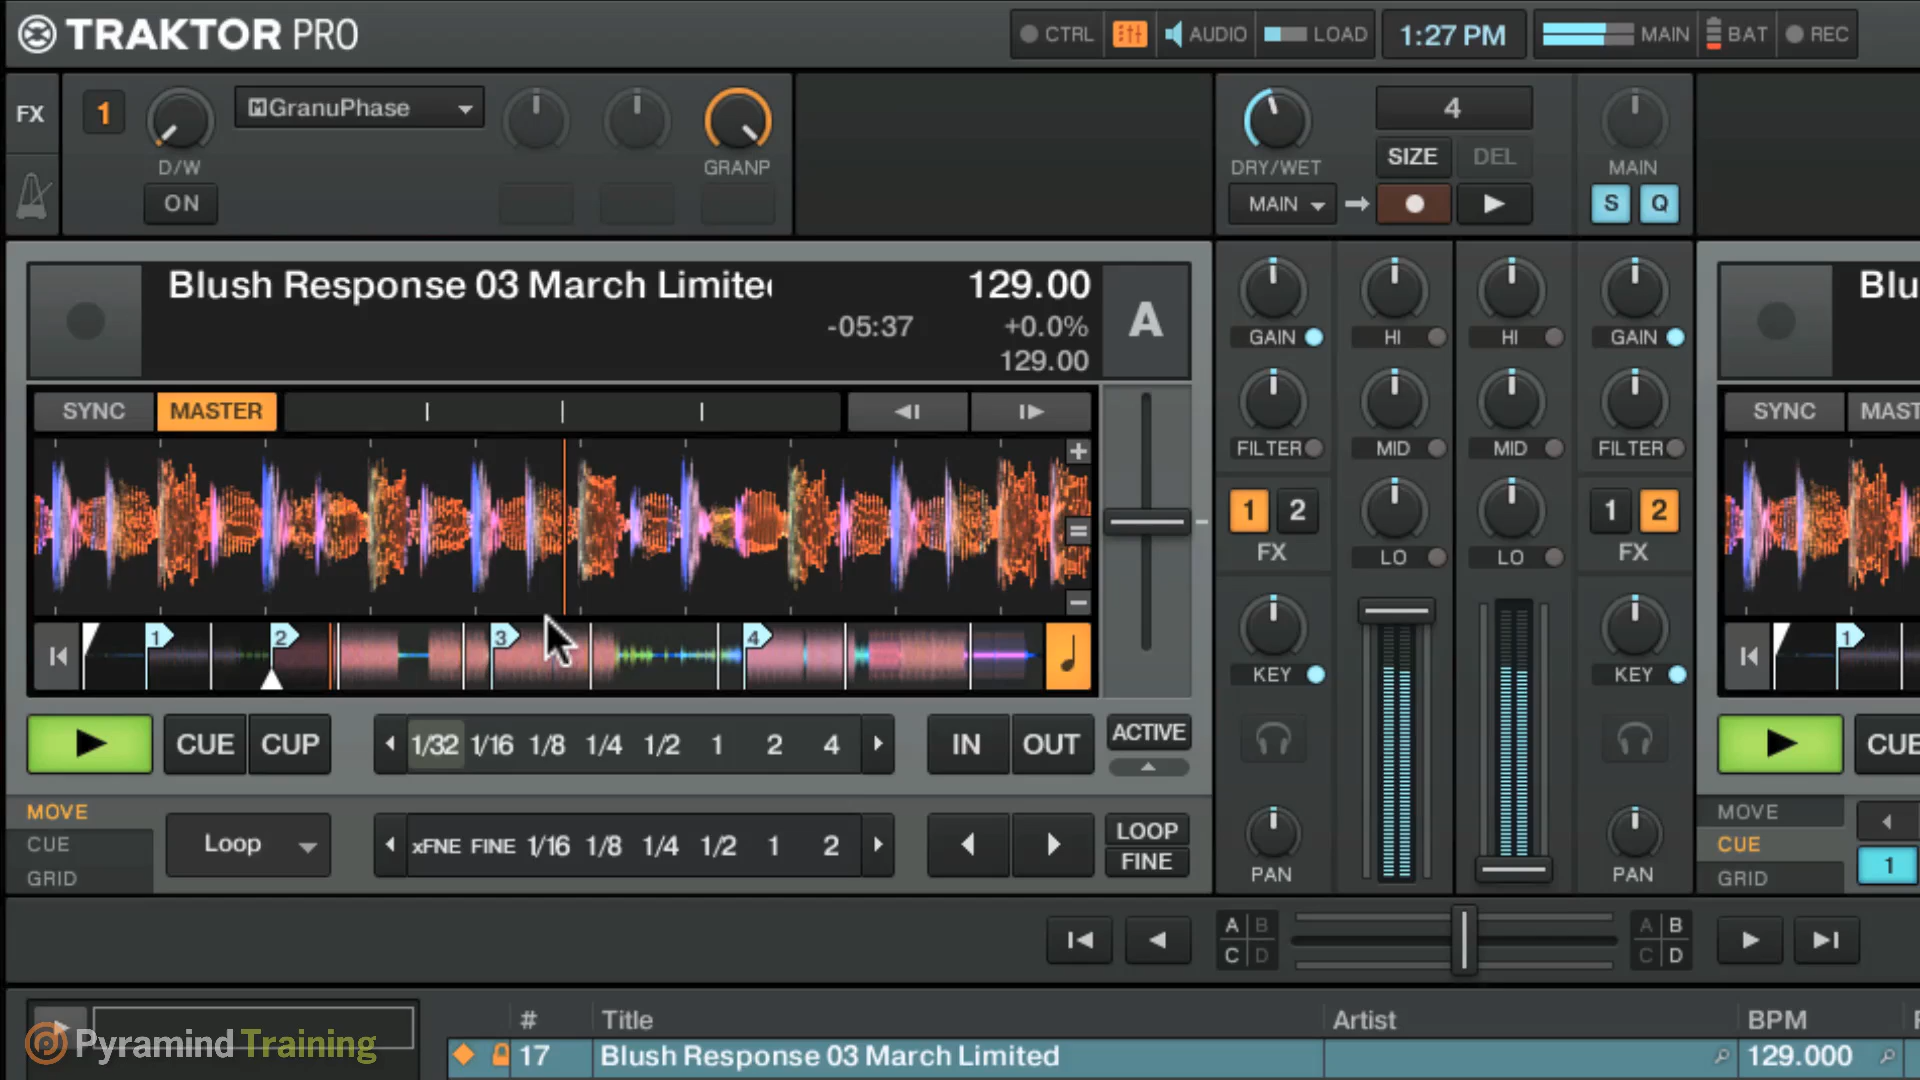 TRAKTOR PRO
CTRL AUDIO LOAD 1:27 PM MAIN BAT REC
FX 1 GranuPhase
D/W GRANP
ON
DRY/WET 4 MAIN
SIZE DEL
MAIN S Q
Blush Response 03 March Limite
129.00
-05:37 +0.0%
129.00
A
Blu
SYNC MASTER
SYNC MAST
GAIN HI HI GAIN
FILTER MID MID FILTER
1 2 1 2
FX LO LO FX
1 2 3 4
1
KEY KEY
CUE CUP 1/32 1/16 1/8 1/4 1/2 1 2 4 IN OUT ACTIVE
CUE
MOVE
CUE
GRID
Loop xFNE FINE 1/16 1/8 1/4 1/2 1 2
LOOP
FINE
PAN PAN
MOVE
CUE
GRID
1
A B
C D
A B
C D
# Title Artist BPM
17 Blush Response 03 March Limited 129.000
Pyramind Training